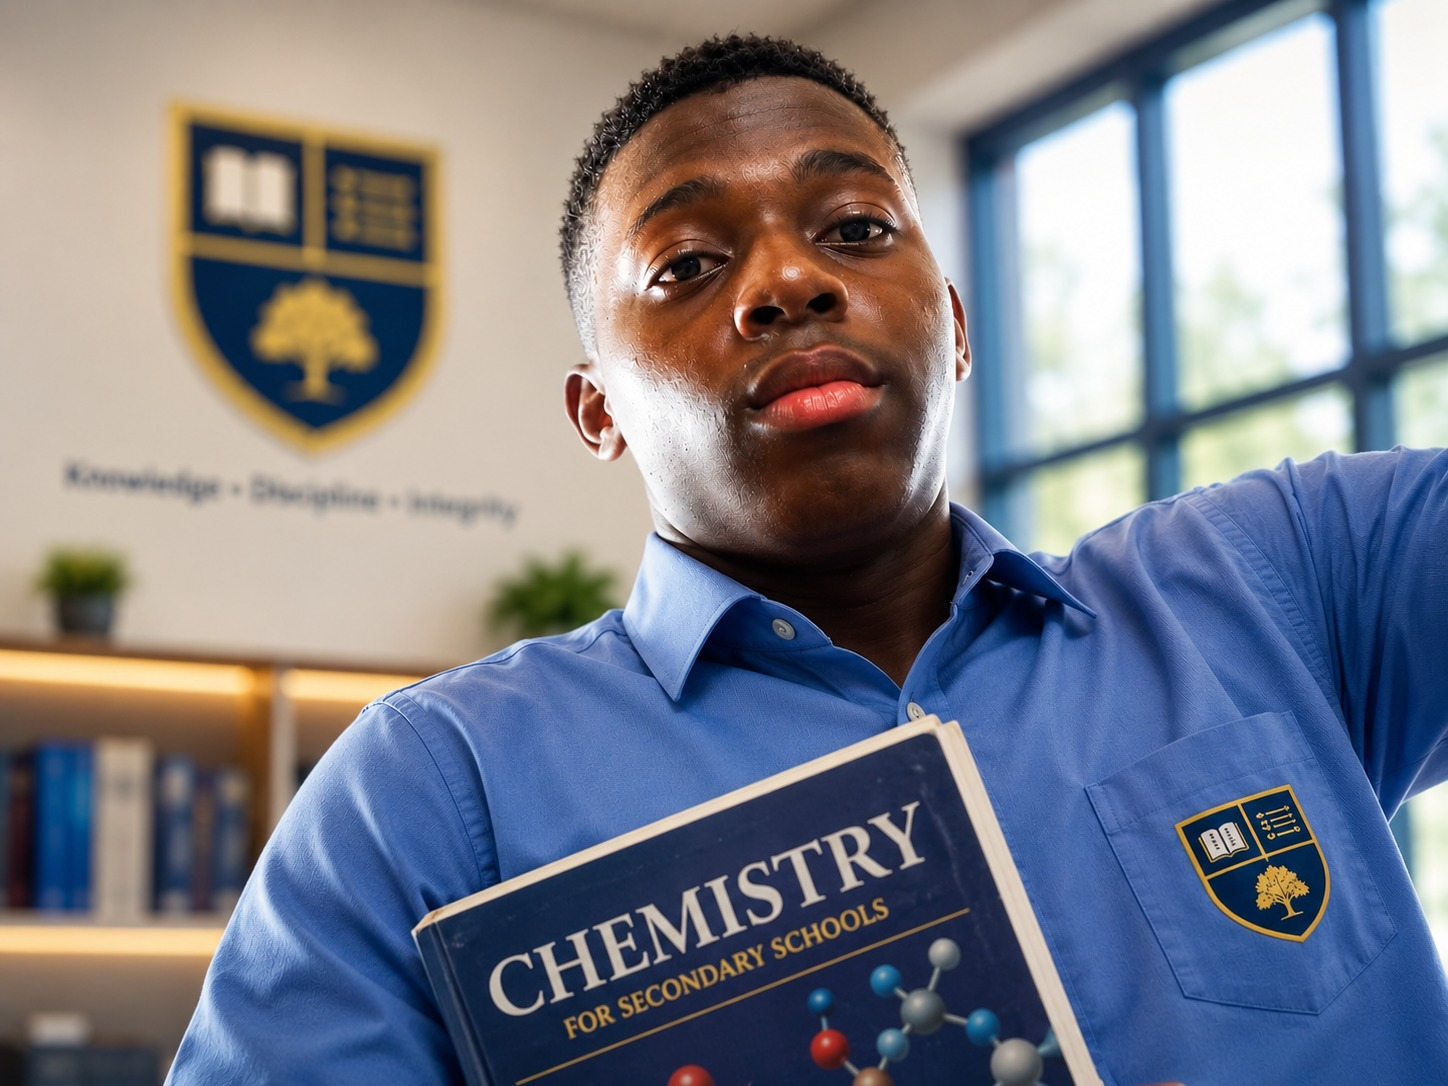 Knowledge • Discipline • Integrity
CHEMISTRY
FOR SECONDARY SCHOOLS